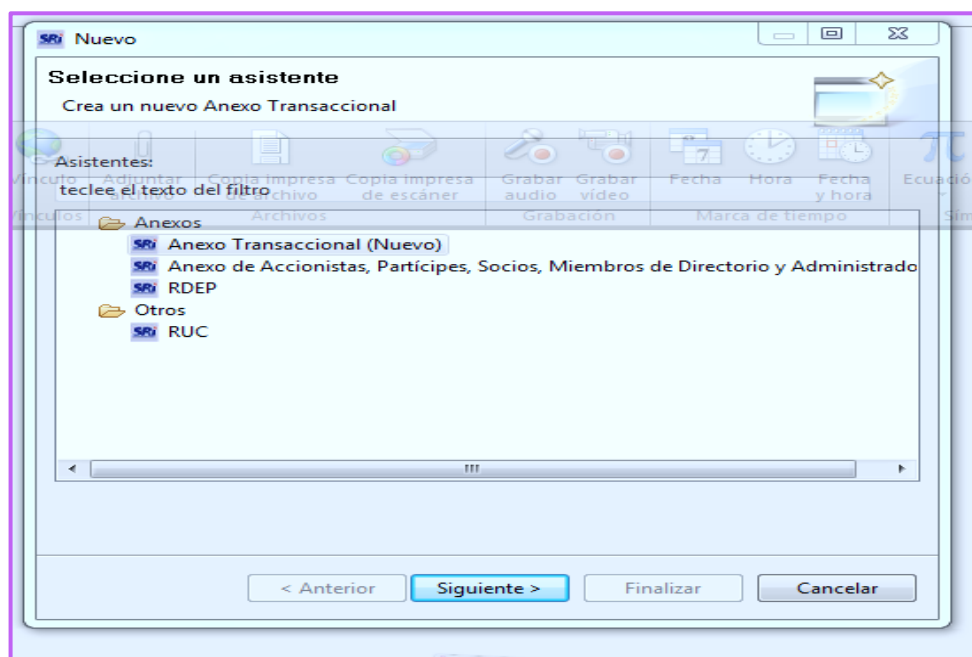 SRi Nuevo
Seleccione un asistente
Crea un nuevo Anexo Transaccional
Asistentes:
Vínculo Adjuntar archivo Copia impresa de archivo Copia impresa de escáner Grabar audio Grabar vídeo Fecha Hora Fecha y hora
teclee el texto del filtro
Vínculos Archivos Grabación Marca de tiempo
Anexos
SRi Anexo Transaccional (Nuevo)
SRi Anexo de Accionistas, Partícipes, Socios, Miembros de Directorio y Administrado
SRi RDEP
Otros
SRi RUC
< Anterior Siguiente > Finalizar Cancelar